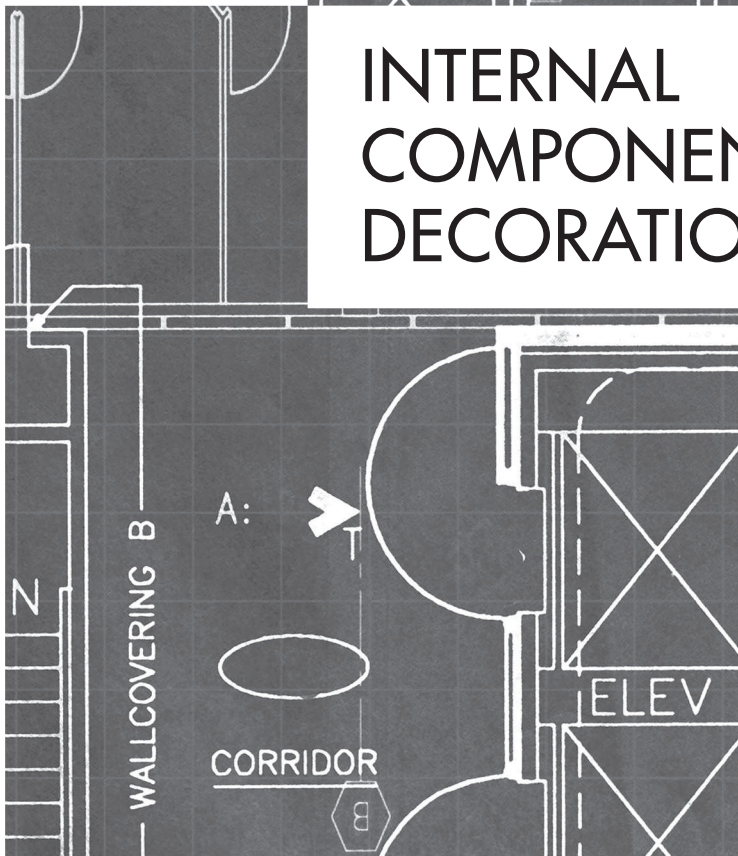 INTERNAL
COMPONEN
DECORATIO
A:
T
WALLCOVERING B
N
ELEV
CORRIDOR
B